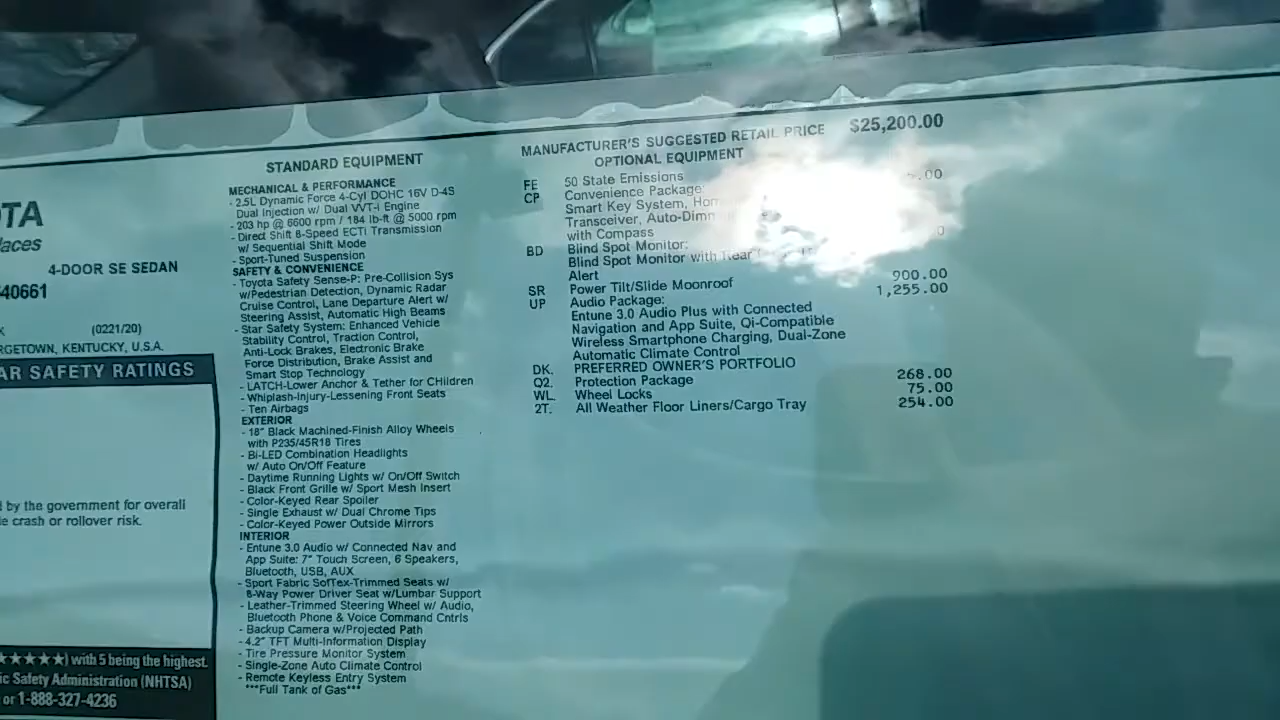 OTA
laces
4-DOOR SE SEDAN
40661
K (0221/20)
RGETOWN, KENTUCKY, U.S.A.
AR SAFETY RATINGS
d by the government for overall
le crash or rollover risk.
★★★★★) with 5 being the highest.
ic Safety Administration (NHTSA)
or 1-888-327-4236
STANDARD EQUIPMENT
MECHANICAL & PERFORMANCE
- 2.5L Dynamic Force 4-Cyl DOHC 16V D-4S
Dual Injection w/ Dual VVT-i Engine
- 203 hp @ 6600 rpm / 184 lb-ft @ 5000 rpm
- Direct Shift 8-Speed ECTi Transmission
w/ Sequential Shift Mode
- Sport-Tuned Suspension
SAFETY & CONVENIENCE
- Toyota Safety Sense-P: Pre-Collision Sys
w/Pedestrian Detection, Dynamic Radar
Cruise Control, Lane Departure Alert w/
Steering Assist, Automatic High Beams
- Star Safety System: Enhanced Vehicle
Stability Control, Traction Control,
Anti-Lock Brakes, Electronic Brake
Force Distribution, Brake Assist and
Smart Stop Technology
- LATCH-Lower Anchor & Tether for CHildren
- Whiplash-Injury-Lessening Front Seats
- Ten Airbags
EXTERIOR
- 18" Black Machined-Finish Alloy Wheels
with P235/45R18 Tires
- Bi-LED Combination Headlights
w/ Auto On/Off Feature
- Daytime Running Lights w/ On/Off Switch
- Black Front Grille w/ Sport Mesh Insert
- Color-Keyed Rear Spoiler
- Single Exhaust w/ Dual Chrome Tips
- Color-Keyed Power Outside Mirrors
INTERIOR
- Entune 3.0 Audio w/ Connected Nav and
App Suite: 7" Touch Screen, 6 Speakers,
Bluetooth, USB, AUX
- Sport Fabric SofTex-Trimmed Seats w/
8-Way Power Driver Seat w/Lumbar Support
- Leather-Trimmed Steering Wheel w/ Audio,
Bluetooth Phone & Voice Command Cntrls
- Backup Camera w/Projected Path
- 4.2" TFT Multi-Information Display
- Tire Pressure Monitor System
- Single-Zone Auto Climate Control
- Remote Keyless Entry System
***Full Tank of Gas***
MANUFACTURER'S SUGGESTED RETAIL PRICE $25,200.00
OPTIONAL EQUIPMENT
FE 50 State Emissions .00
CP Convenience Package:
Smart Key System, Hom
Transceiver, Auto-Dimm
with Compass
BD Blind Spot Monitor: 0
Blind Spot Monitor with Rear
Alert
SR Power Tilt/Slide Moonroof 900.00
UP Audio Package: 1,255.00
Entune 3.0 Audio Plus with Connected
Navigation and App Suite, Qi-Compatible
Wireless Smartphone Charging, Dual-Zone
Automatic Climate Control
DK. PREFERRED OWNER'S PORTFOLIO
Q2. Protection Package 268.00
WL. Wheel Locks 75.00
2T. All Weather Floor Liners/Cargo Tray 254.00